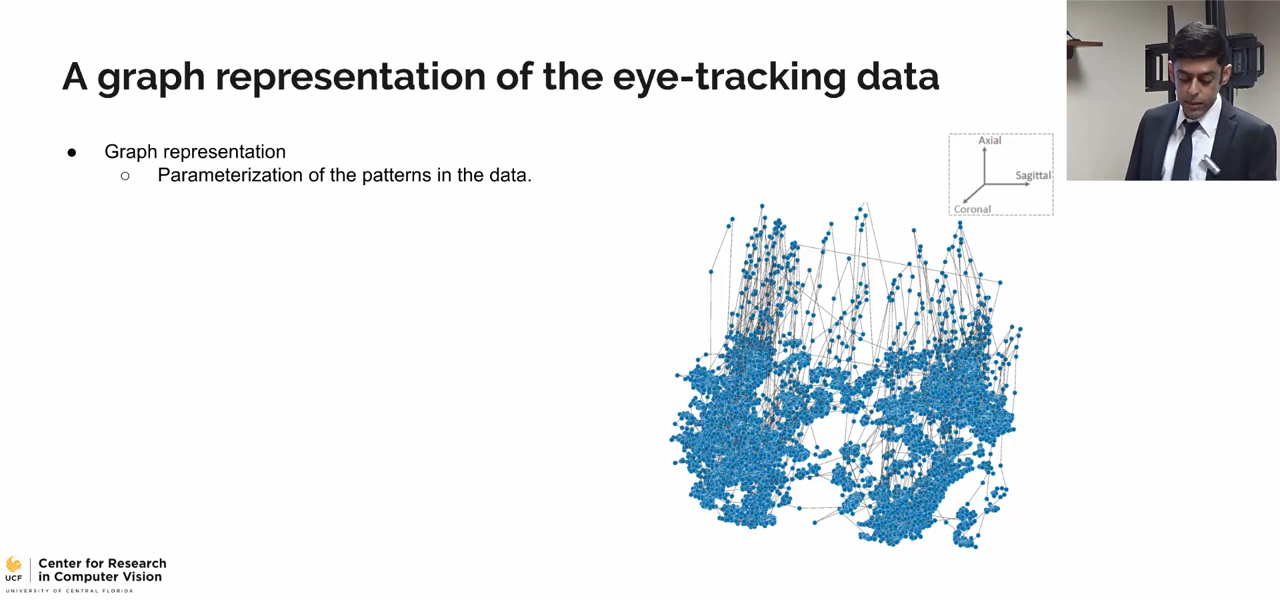 A graph representation of the eye-tracking data
● Graph representation
○ Parameterization of the patterns in the data.
Axial
Sagittal
Coronal
UCF
Center for Research
in Computer Vision
UNIVERSITY OF CENTRAL FLORIDA